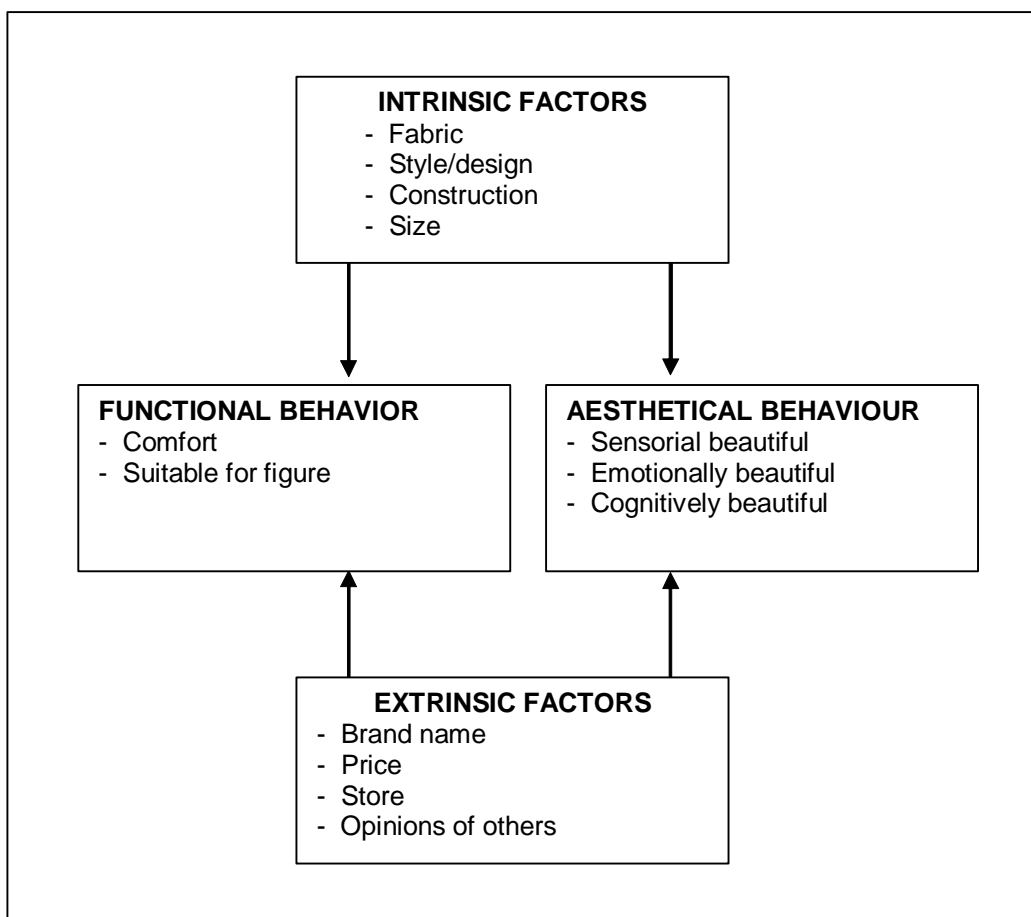 INTRINSIC FACTORS
- Fabric
- Style/design
- Construction
- Size
FUNCTIONAL BEHAVIOR
- Comfort
- Suitable for figure
AESTHETICAL BEHAVIOUR
- Sensorial beautiful
- Emotionally beautiful
- Cognitively beautiful
EXTRINSIC FACTORS
- Brand name
- Price
- Store
- Opinions of others